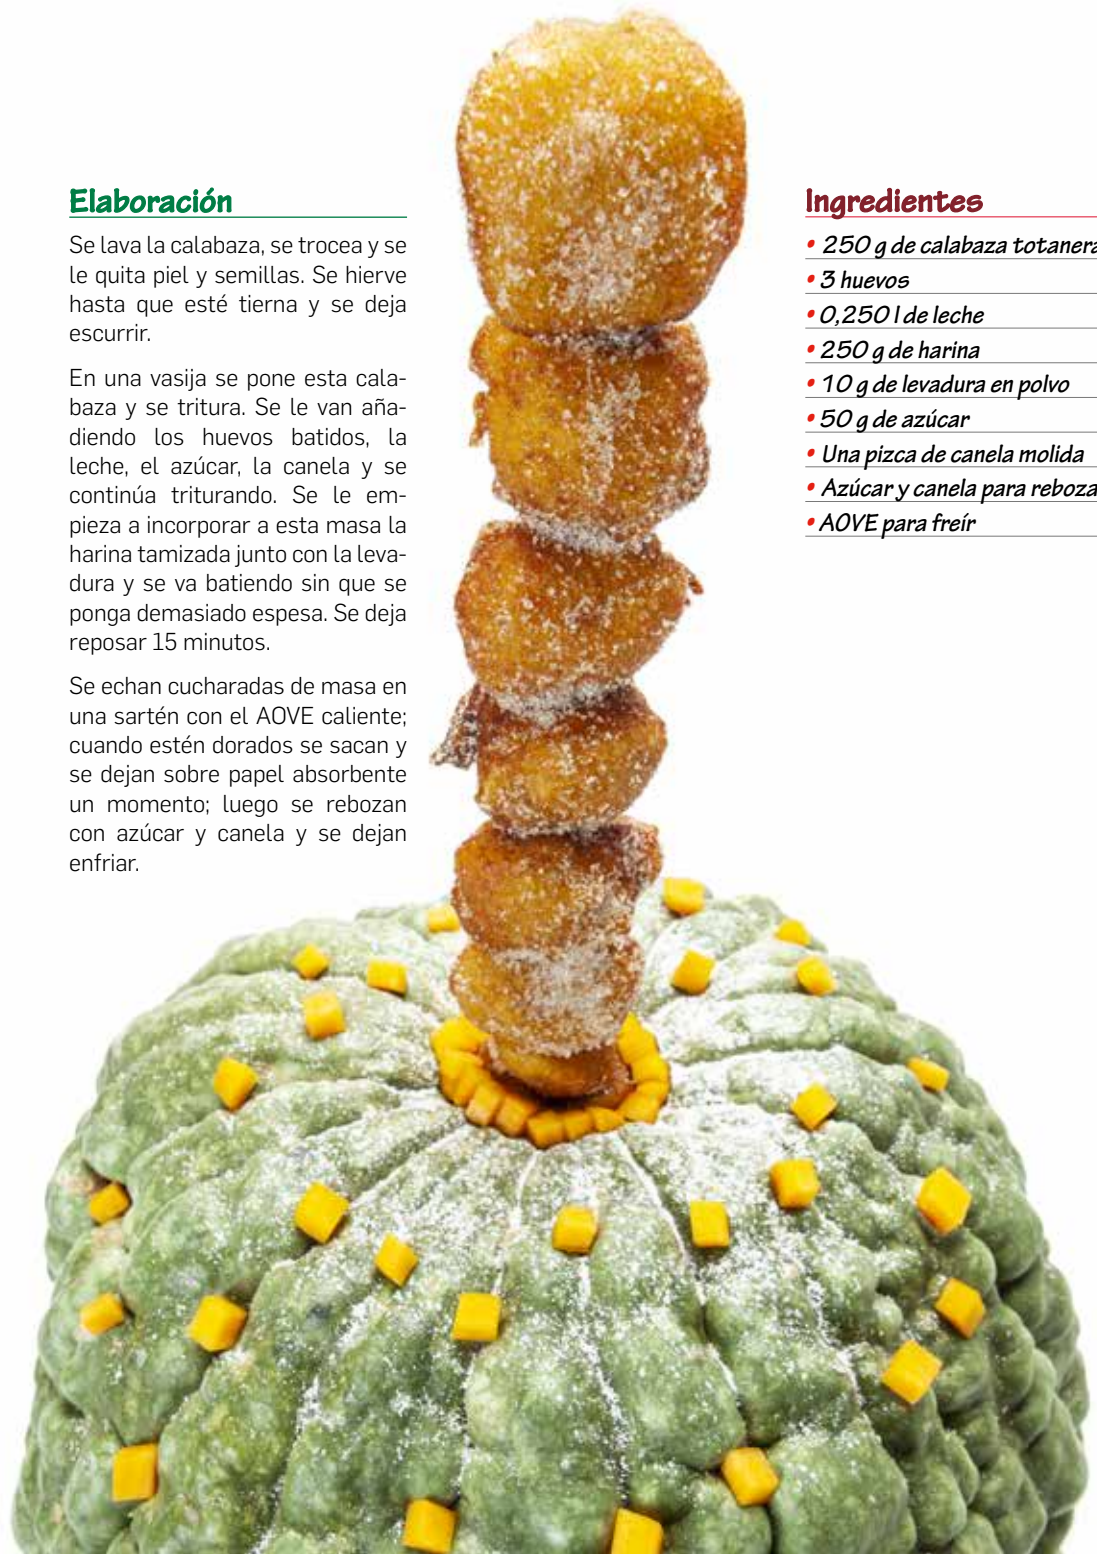 Elaboración
Se lava la calabaza, se trocea y se
le quita piel y semillas. Se hierve
hasta que esté tierna y se deja
escurrir.
En una vasija se pone esta cala-
baza y se tritura. Se le van aña-
diendo los huevos batidos, la
leche, el azúcar, la canela y se
continúa triturando. Se le em-
pieza a incorporar a esta masa la
harina tamizada junto con la leva-
dura y se va batiendo sin que se
ponga demasiado espesa. Se deja
reposar 15 minutos.
Se echan cucharadas de masa en
una sartén con el AOVE caliente;
cuando estén dorados se sacan y
se dejan sobre papel absorbente
un momento; luego se rebozan
con azúcar y canela y se dejan
enfriar.
Ingredientes
• 250 g de calabaza totanera
• 3 huevos
• 0,250 l de leche
• 250 g de harina
• 10 g de levadura en polvo
• 50 g de azúcar
• Una pizca de canela molida
• Azúcar y canela para reboza
• AOVE para freír